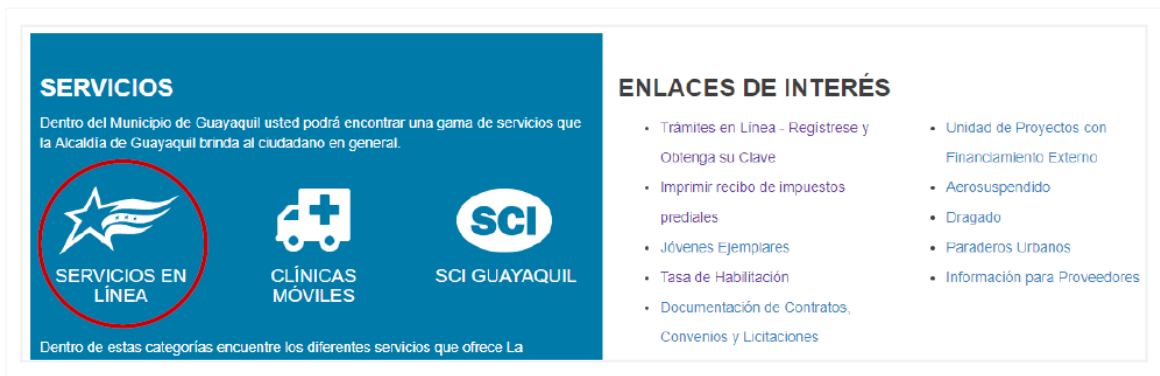 SERVICIOS
Dentro del Municipio de Guayaquil usted podrá encontrar una gama de servicios que
la Alcaldía de Guayaquil brinda al ciudadano en general.
SERVICIOS EN
LÍNEA
CLÍNICAS
MÓVILES
SCI
SCI GUAYAQUIL
Dentro de estas categorías encuentre los diferentes servicios que ofrece La
ENLACES DE INTERÉS
Trámites en Línea - Regístrese y
Obtenga su Clave
Imprimir recibo de impuestos
prediales
Jóvenes Ejemplares
Tasa de Habilitación
Documentación de Contratos,
Convenios y Licitaciones
Unidad de Proyectos con
Financiamiento Externo
Aerosuspendido
Dragado
Paraderos Urbanos
Información para Proveedores